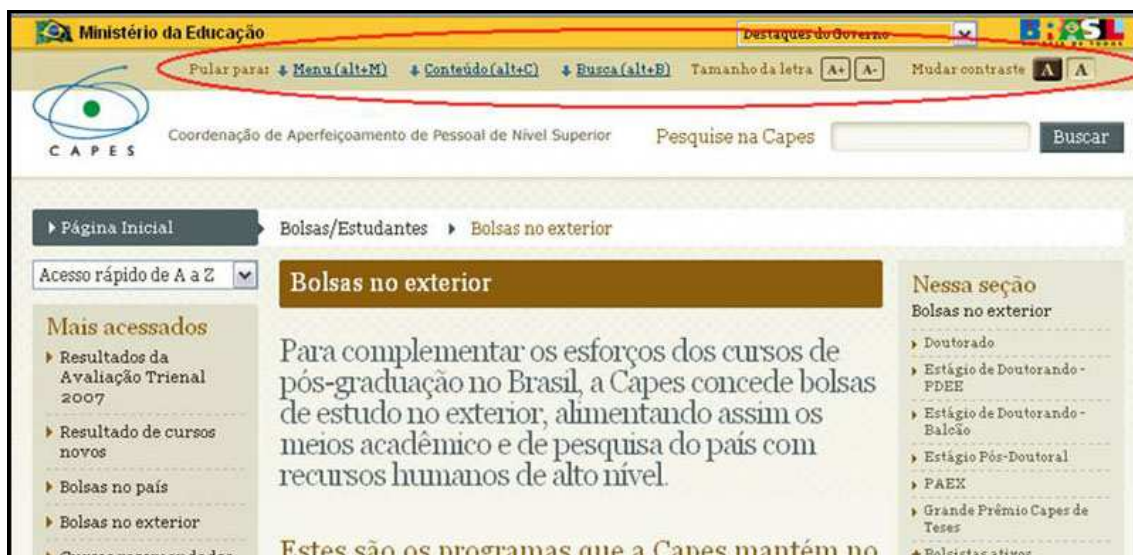 Ministério da Educação
Destaques do Governo
BRASIL
Pular para: Menu (alt+M) Conteúdo (alt+C) Busca (alt+B) Tamanho da letra A+ A- Mudar contraste A A
CAPES
Coordenação de Aperfeiçoamento de Pessoal de Nível Superior
Pesquise na Capes
Buscar
Página Inicial
Bolsas/Estudantes
Bolsas no exterior
Acesso rápido de A a Z
Mais acessados
Resultados da
Avaliação Trienal
2007
Resultado de cursos
novos
Bolsas no país
Bolsas no exterior
Bolsas no exterior
Para complementar os esforços dos cursos de
pós-graduação no Brasil, a Capes concede bolsas
de estudo no exterior, alimentando assim os
meios acadêmico e de pesquisa do país com
recursos humanos de alto nível.
Estes são os programas que a Capes mantém no
Nessa seção
Bolsas no exterior
Doutorado
Estágio de Doutorando -
PDEE
Estágio de Doutorando -
Balcão
Estágio Pós-Doutoral
PAEX
Grande Prêmio Capes de
Teses
Bolsistas ativos